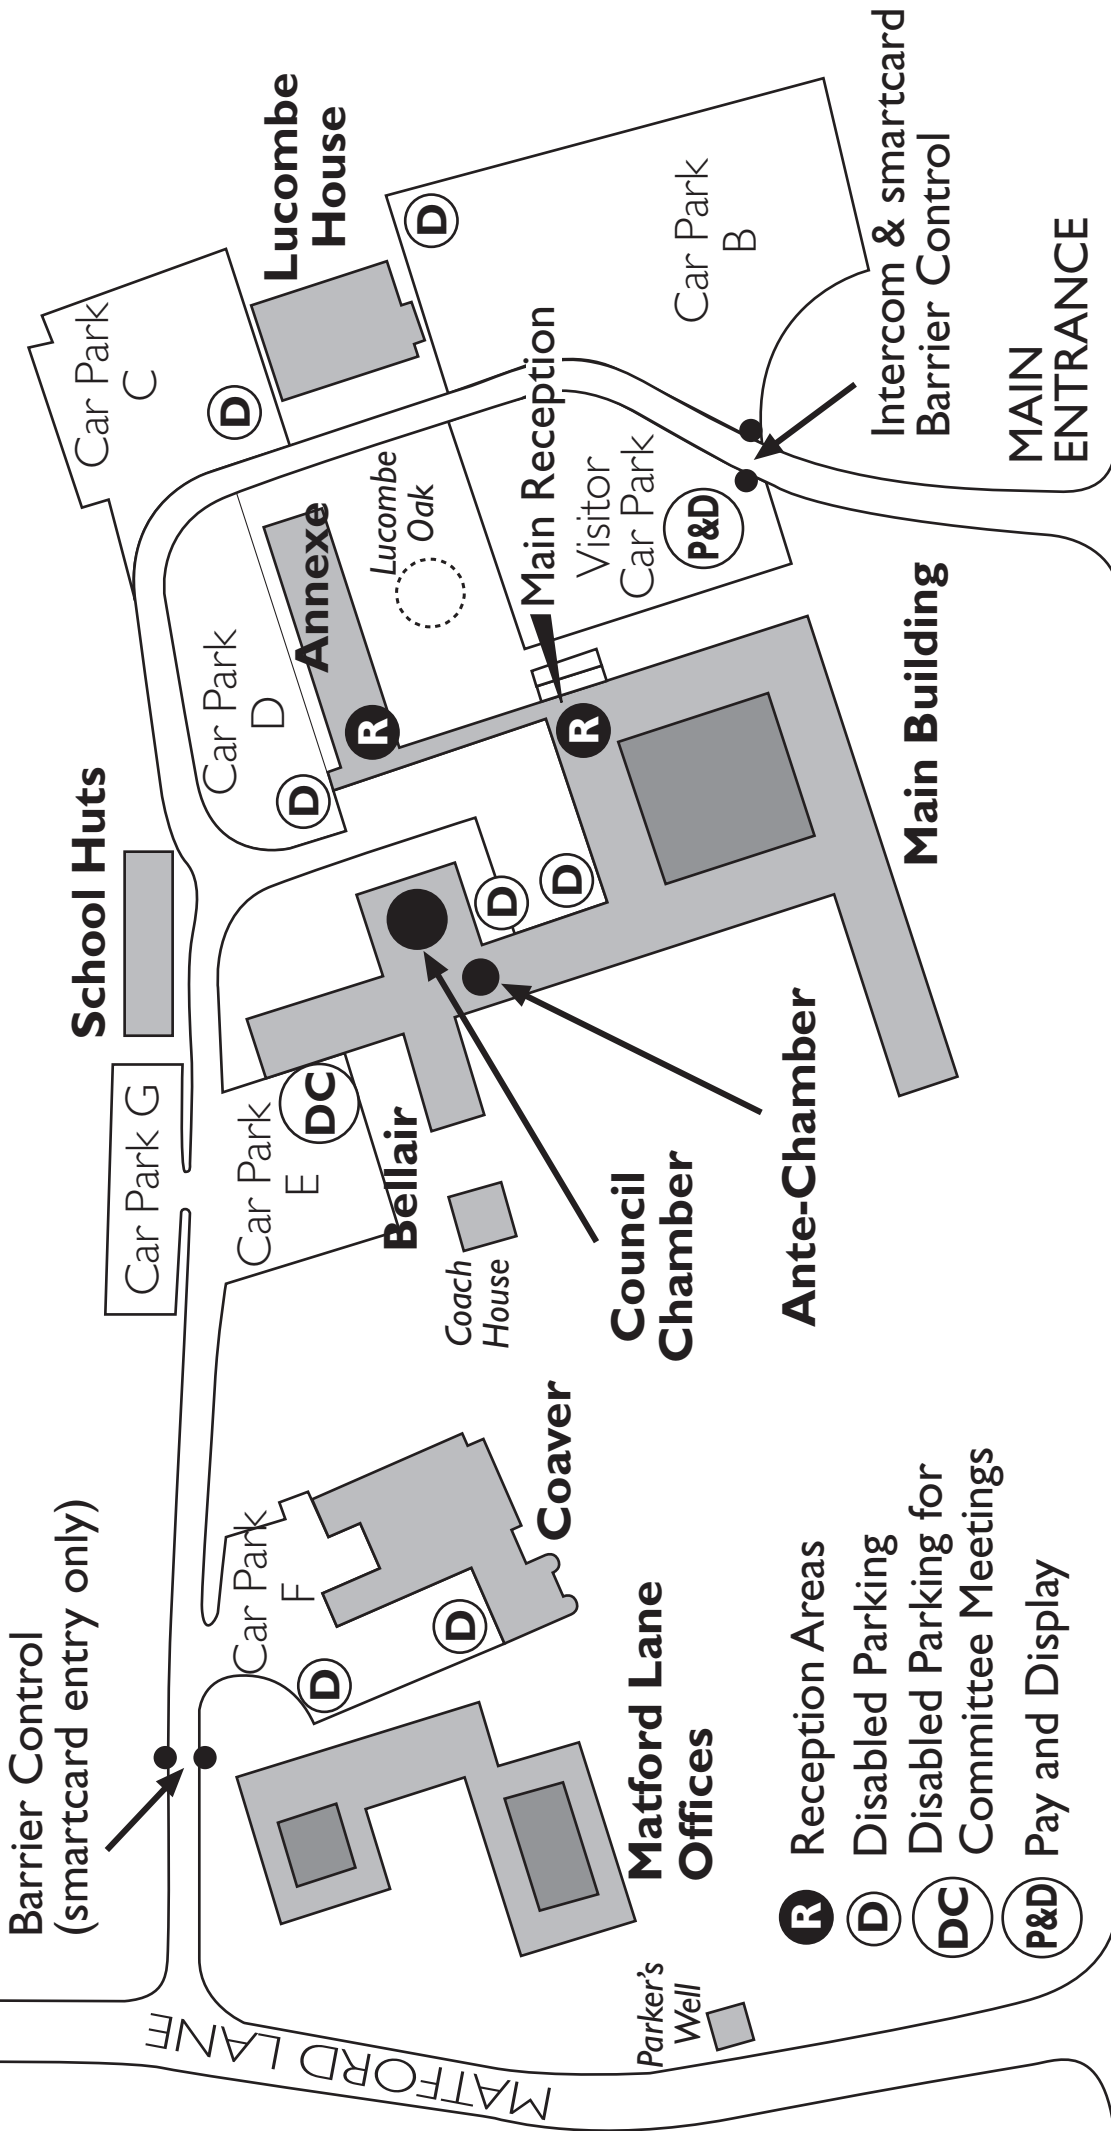 Barrier Control
(smartcard entry only)
School Huts
Car Park
C
Lucombe
House
Car Park G
Car Park
D
D
D
Annexe
R
Lucombe
Oak
D
Car Park
F
D
D
Car Park
E
DC
Bellair
Coach
House
D
D
Main Reception
R
Visitor
Car Park
P&D
Car Park
B
Coaver
Council
Chamber
Ante-Chamber
Main Building
Intercom & smartcard
Barrier Control
MAIN
ENTRANCE
MATFORD LANE
Matford Lane
Offices
Parker's
Well
R Reception Areas
D Disabled Parking
DC Disabled Parking for
Committee Meetings
P&D Pay and Display